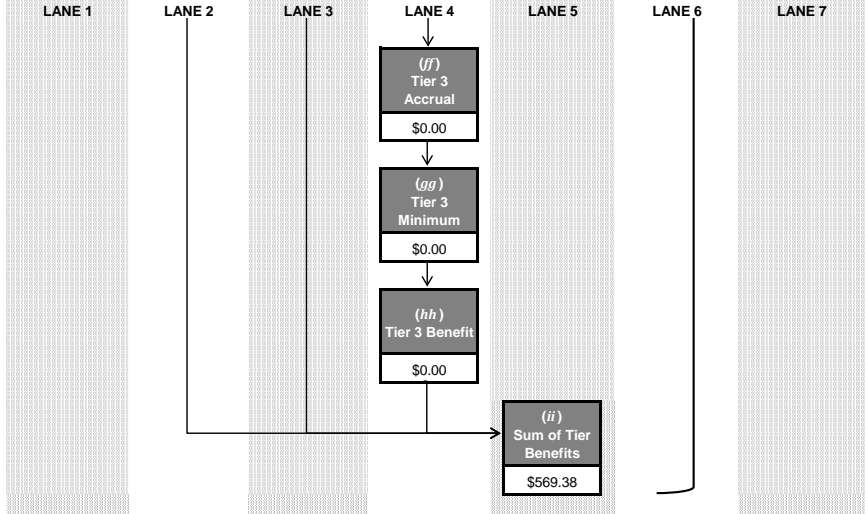 LANE 1 LANE 2 LANE 3 LANE 4 LANE 5 LANE 6 LANE 7
(ff)
Tier 3
Accrual
$0.00
(gg)
Tier 3
Minimum
$0.00
(hh)
Tier 3 Benefit
$0.00
(ii)
Sum of Tier
Benefits
$569.38